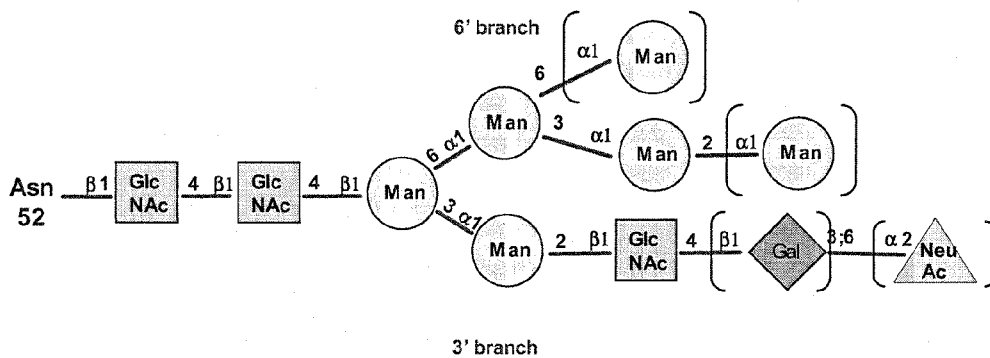 6' branch
α1 Man
6
Man 3 α1 Man 2 α1 Man
6 α1
Asn 52 β1 Glc NAc 4 β1 Glc NAc 4 β1 Man
3 α1
Man 2 β1 Glc NAc 4 β1 Gal 3;6 α2 Neu Ac
3' branch